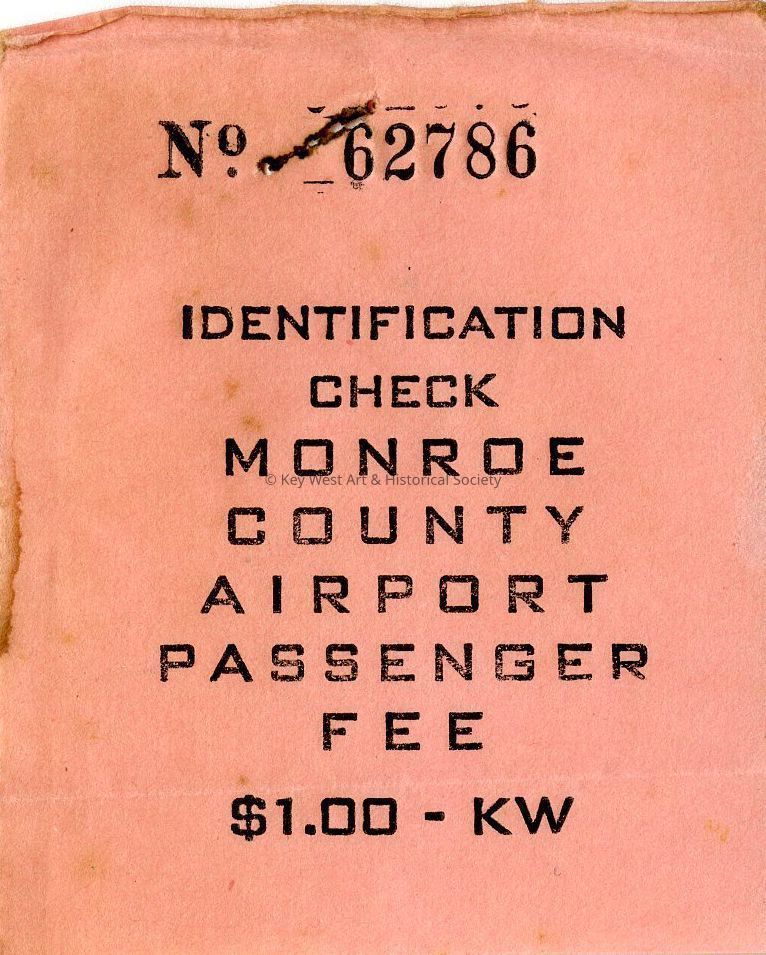 Nº 62786
IDENTIFICATION
CHECK
MONROE
© Key West Art & Historical Society
COUNTY
AIRPORT
PASSENGER
FEE
$1.00 - KW